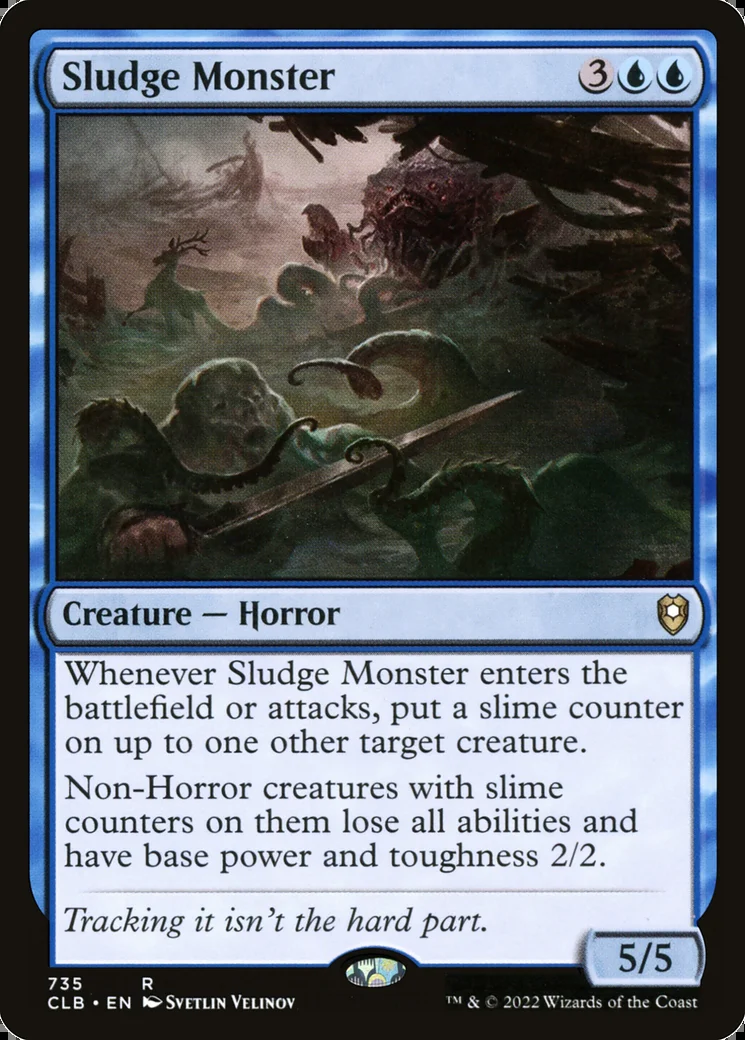 Sludge Monster 3
Creature — Horror
Whenever Sludge Monster enters the
battlefield or attacks, put a slime counter
on up to one other target creature.
Non-Horror creatures with slime
counters on them lose all abilities and
have base power and toughness 2/2.
Tracking it isn't the hard part.
5/5
735 R
CLB • EN Svetlin Velinov
™ & © 2022 Wizards of the Coast